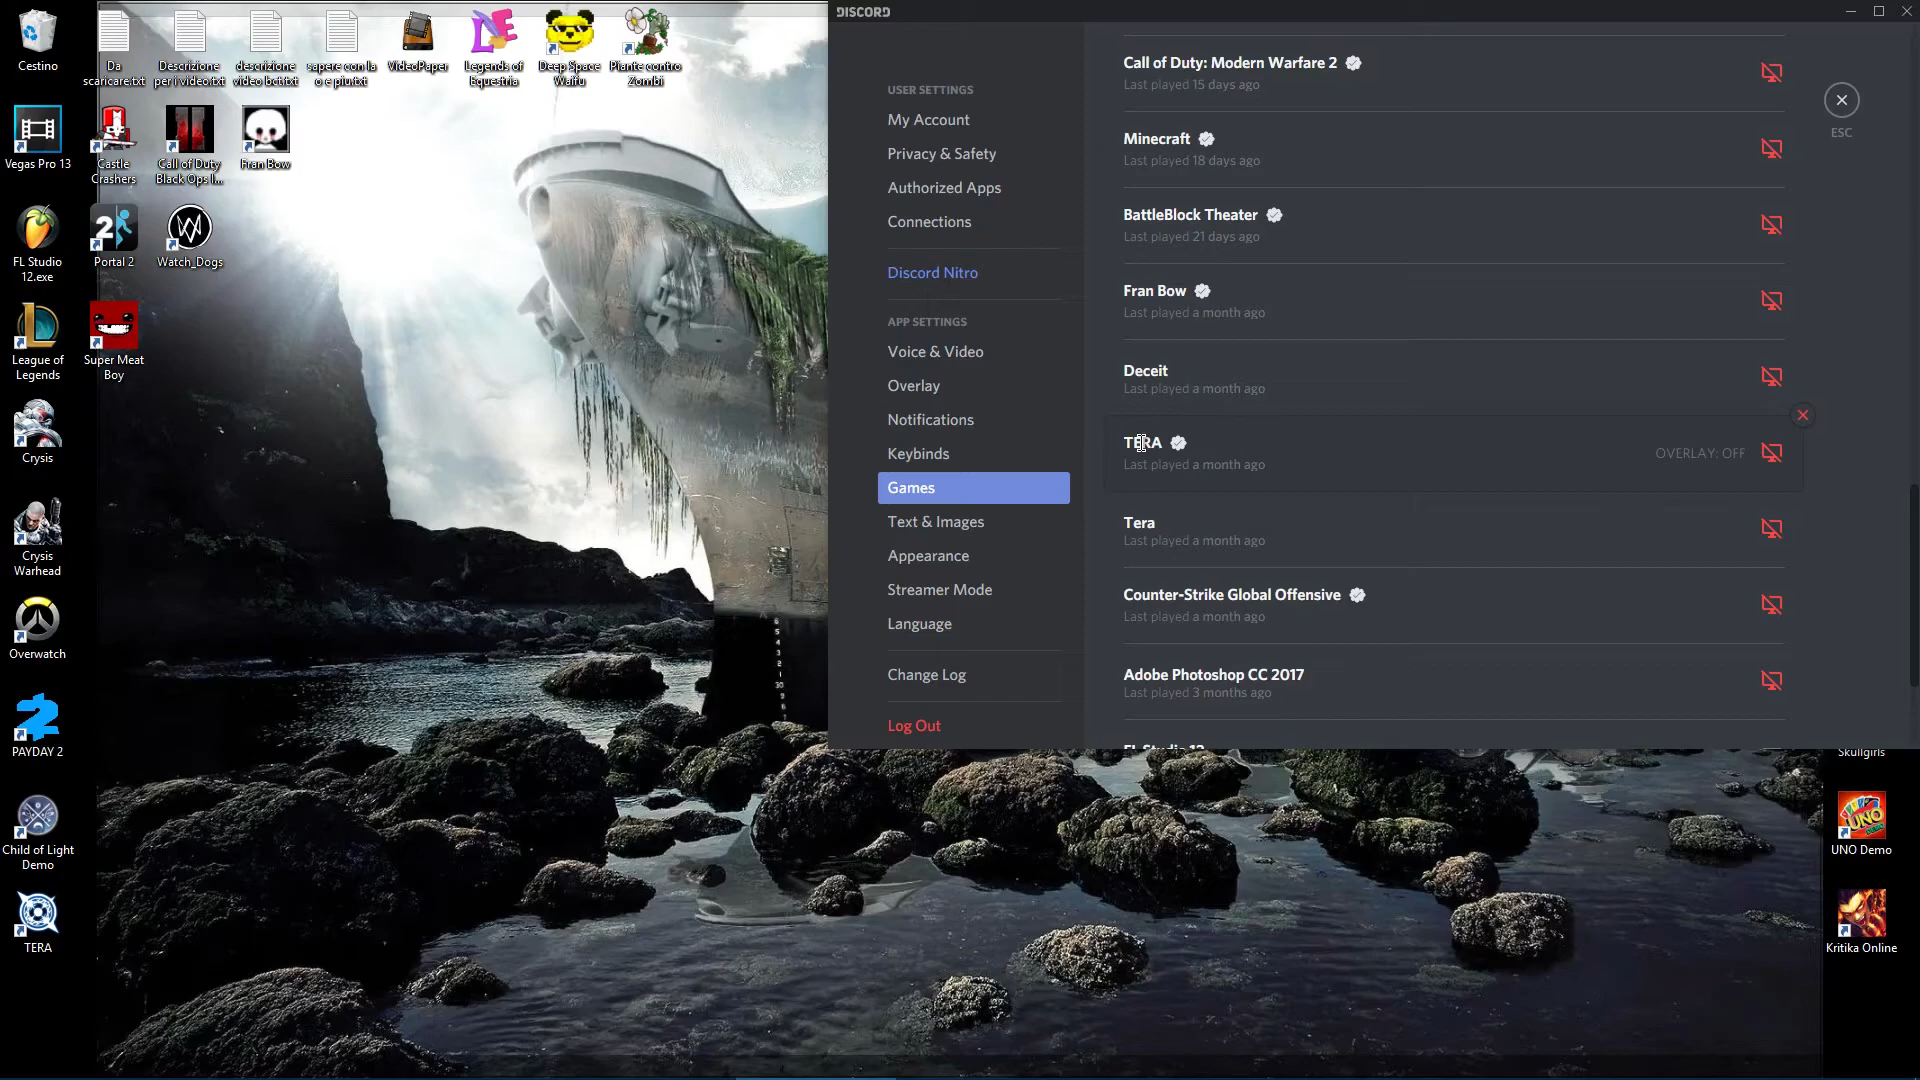 Cestino
Da
scaricare.txt
Descrizione
per i video.txt
descrizione
video bct.txt
sapere con la
o e piu.txt
VideoPaper
Legends of
Equestria
Deep Space
Waifu
Piante contro
Zombi
Vegas Pro 13
Castle
Crashers
Call of Duty
Black Ops I...
Fran Bow
FL Studio
12.exe
2
Portal 2
Watch_Dogs
League of
Legends
Super Meat
Boy
Crysis
Crysis
Warhead
Overwatch
PAYDAY 2
Child of Light
Demo
TERA
DISCORD
USER SETTINGS
My Account
Privacy & Safety
Authorized Apps
Connections
Discord Nitro
APP SETTINGS
Voice & Video
Overlay
Notifications
Keybinds
Games
Text & Images
Appearance
Streamer Mode
Language
Change Log
Log Out
Call of Duty: Modern Warfare 2
Last played 15 days ago
Minecraft
Last played 18 days ago
BattleBlock Theater
Last played 21 days ago
Fran Bow
Last played a month ago
Deceit
Last played a month ago
TERA
Last played a month ago
OVERLAY: OFF
Tera
Last played a month ago
Counter-Strike Global Offensive
Last played a month ago
Adobe Photoshop CC 2017
Last played 3 months ago
FL Studio 12
ESC
Skullgirls
UNO
UNO Demo
Kritika Online